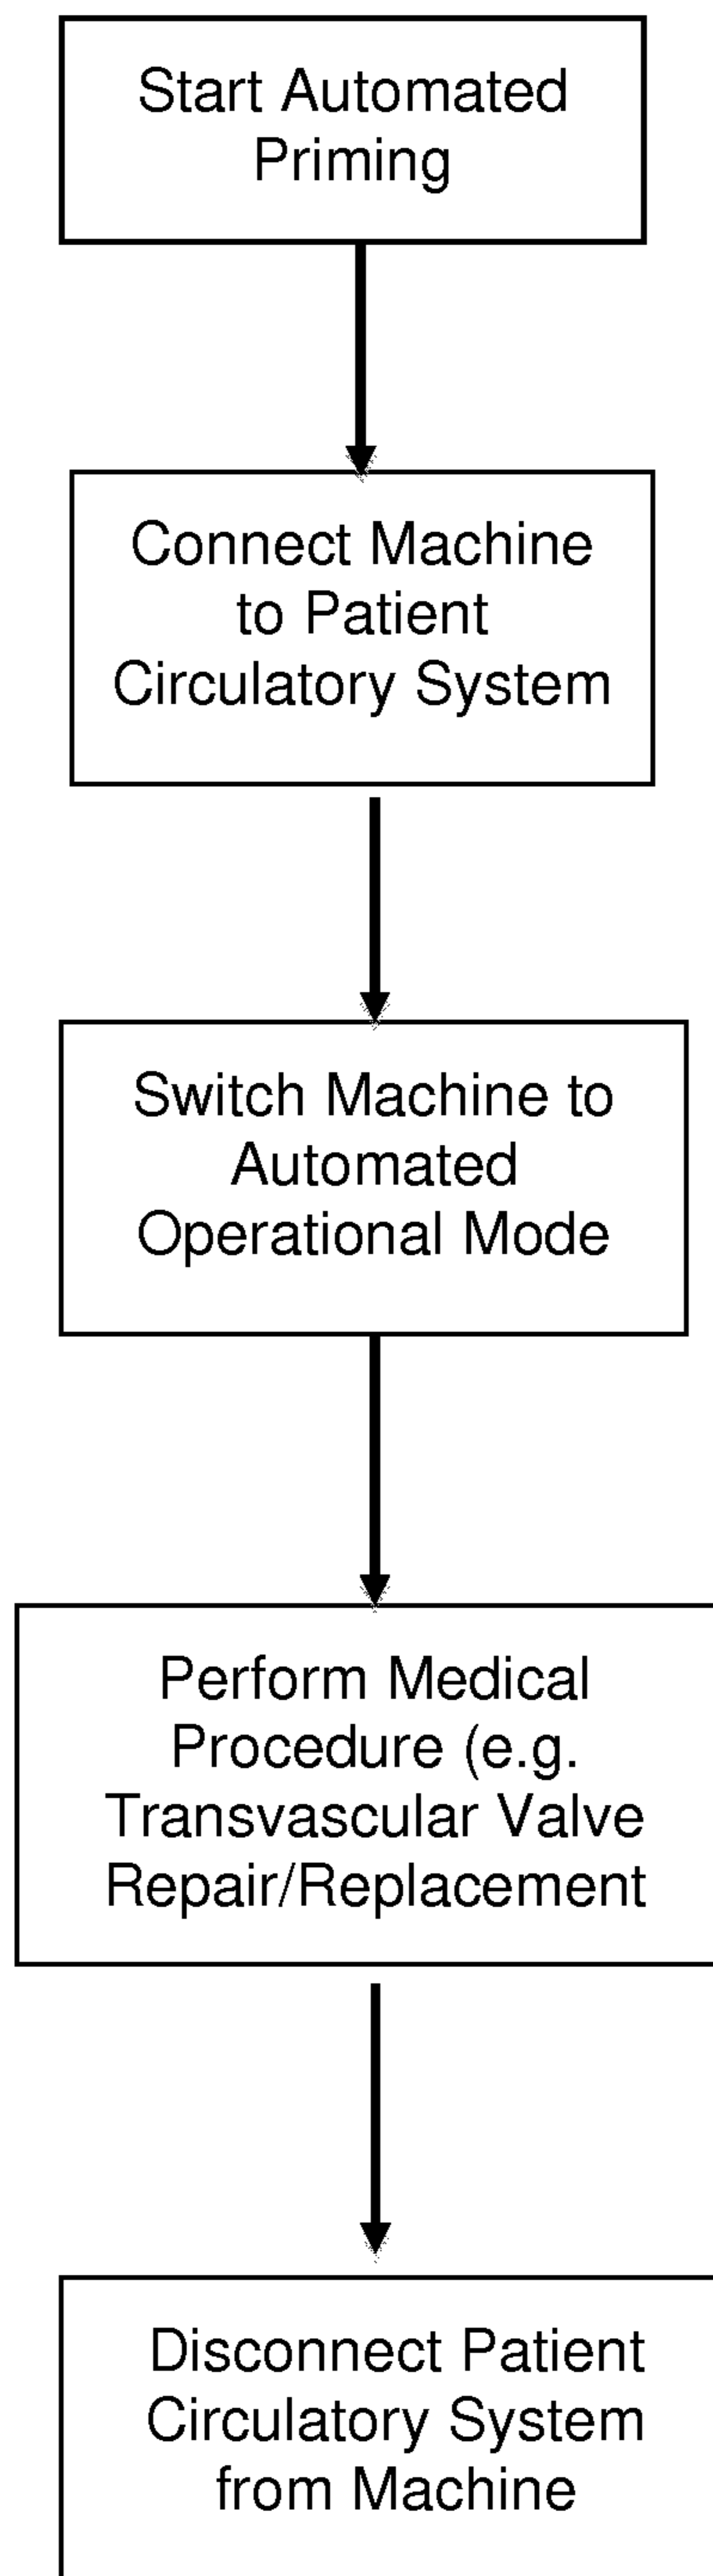 Start Automated
Priming
Connect Machine
to Patient
Circulatory System
Switch Machine to
Automated
Operational Mode
Perform Medical
Procedure (e.g.
Transvascular Valve
Repair/Replacement
Disconnect Patient
Circulatory System
from Machine